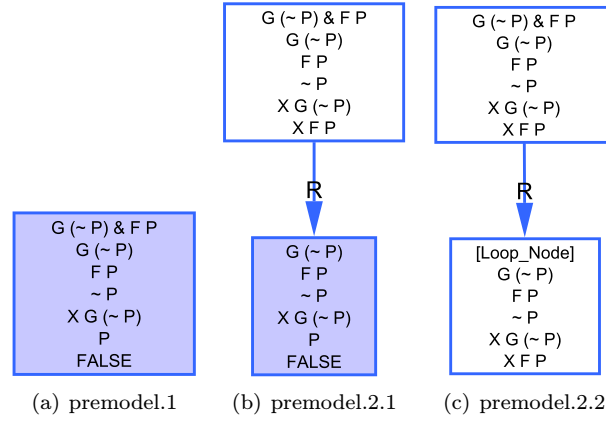 G (~ P) & F P
G (~ P)
F P
~ P
X G (~ P)
P
FALSE
(a) premodel.1
G (~ P) & F P
G (~ P)
F P
~ P
X G (~ P)
X F P
R
G (~ P)
F P
~ P
X G (~ P)
P
FALSE
(b) premodel.2.1
G (~ P) & F P
G (~ P)
F P
~ P
X G (~ P)
X F P
R
[Loop_Node]
G (~ P)
F P
~ P
X G (~ P)
X F P
(c) premodel.2.2